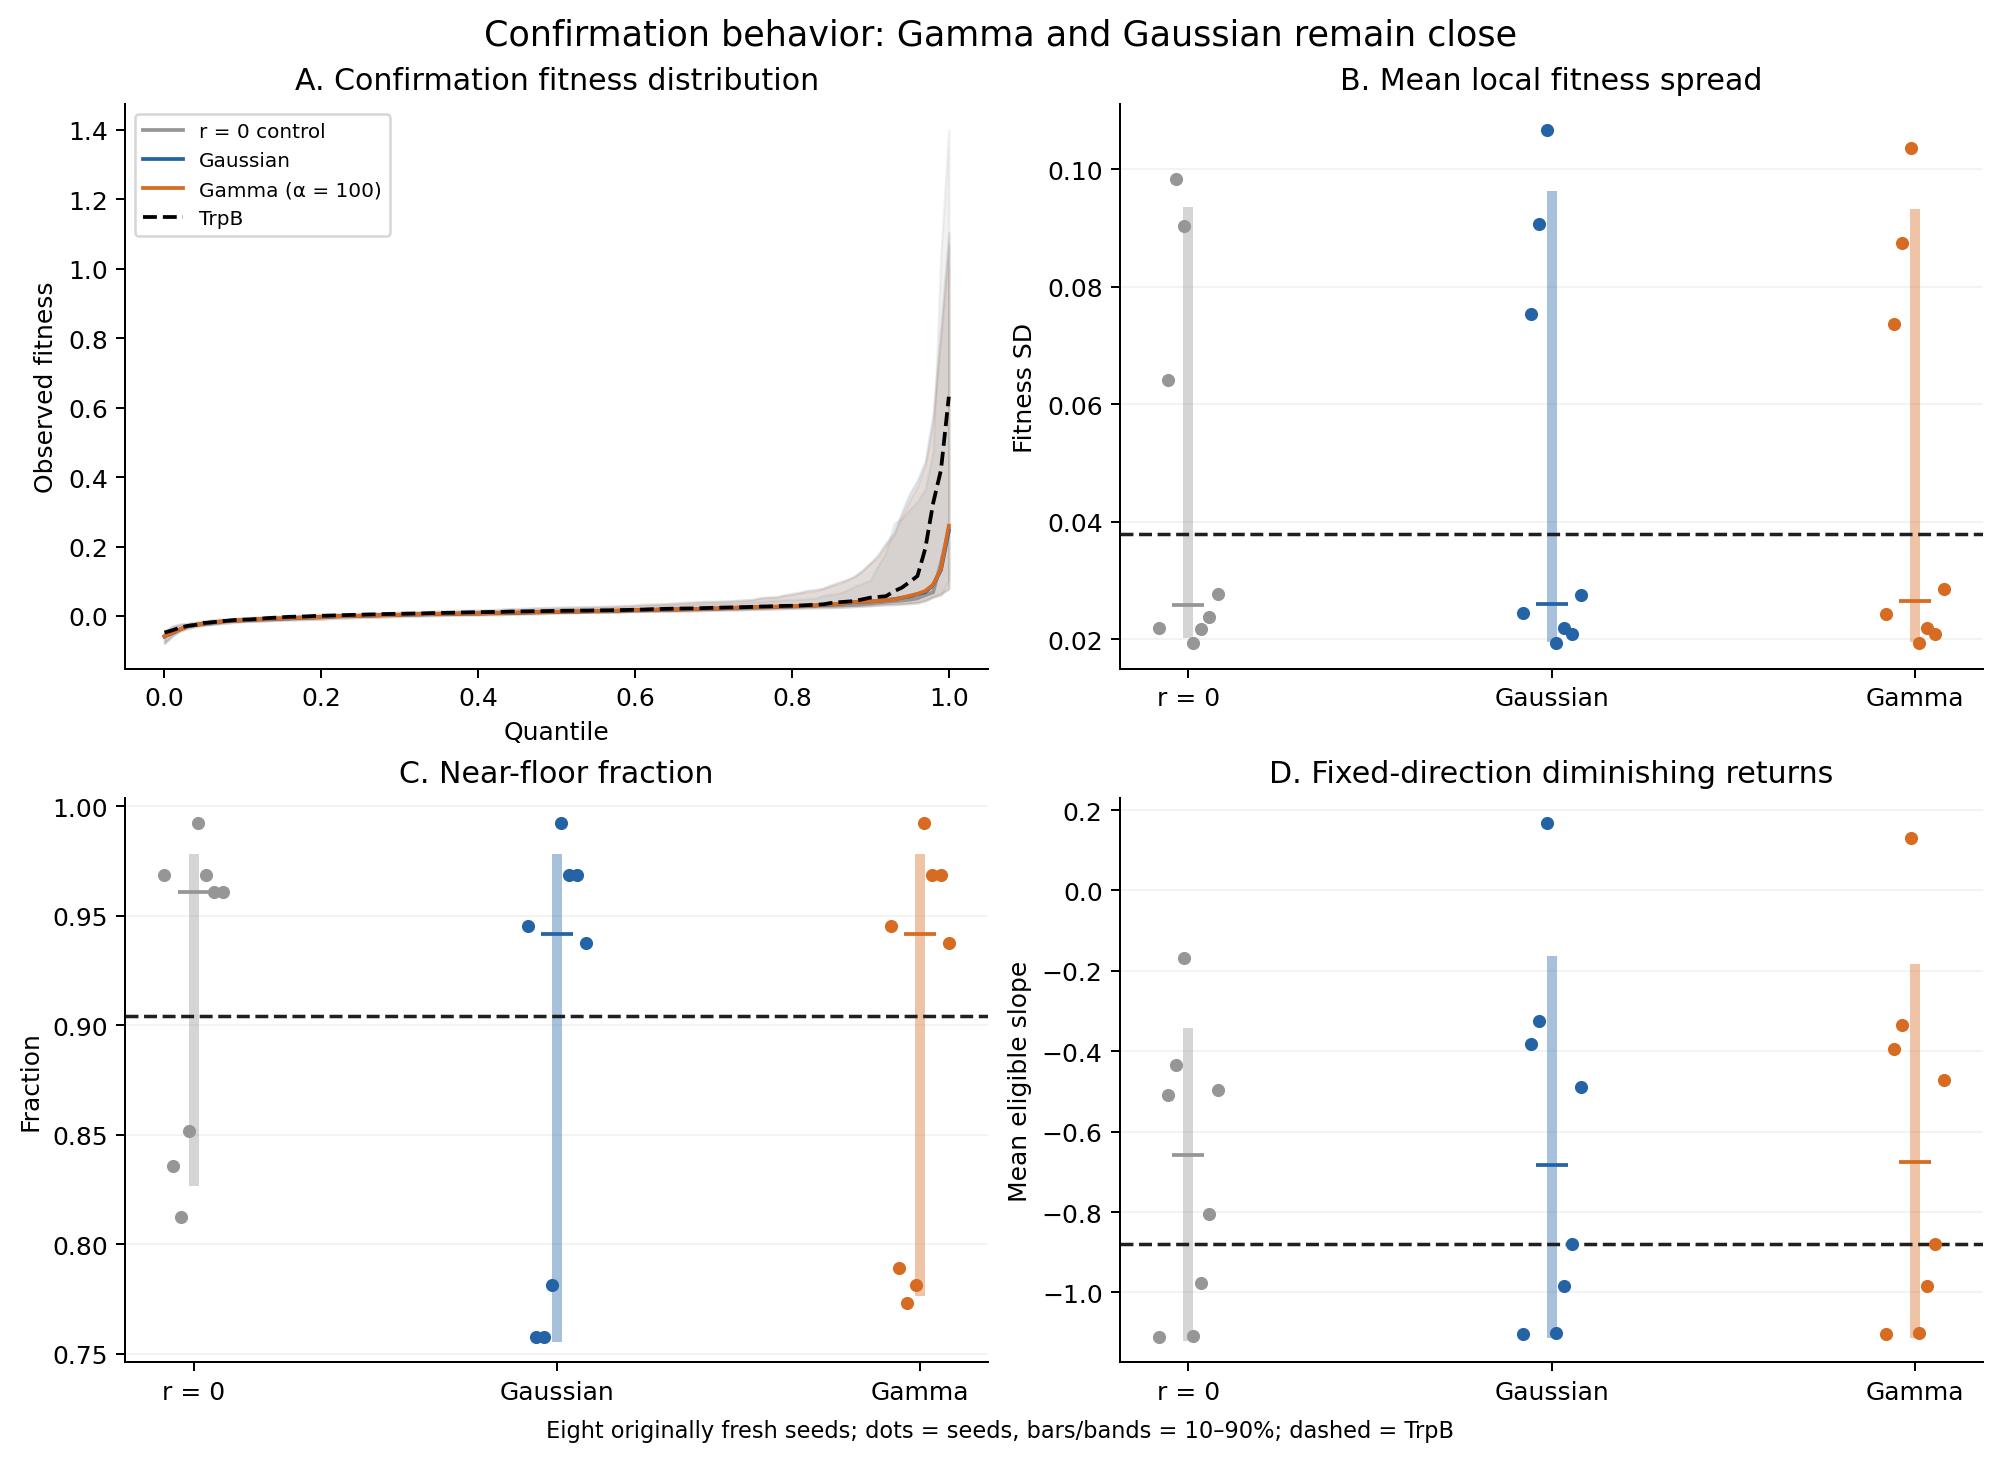 Confirmation behavior: Gamma and Gaussian remain close
A. Confirmation fitness distribution
r = 0 control
Gaussian
Gamma (α = 100)
TrpB
Observed fitness
1.4
1.2
1.0
0.8
0.6
0.4
0.2
0.0
0.0 0.2 0.4 0.6 0.8 1.0
Quantile
B. Mean local fitness spread
Fitness SD
0.10
0.08
0.06
0.04
0.02
r = 0 Gaussian Gamma
C. Near-floor fraction
Fraction
1.00
0.95
0.90
0.85
0.80
0.75
r = 0 Gaussian Gamma
D. Fixed-direction diminishing returns
Mean eligible slope
0.2
0.0
−0.2
−0.4
−0.6
−0.8
−1.0
r = 0 Gaussian Gamma
Eight originally fresh seeds; dots = seeds, bars/bands = 10–90%; dashed = TrpB